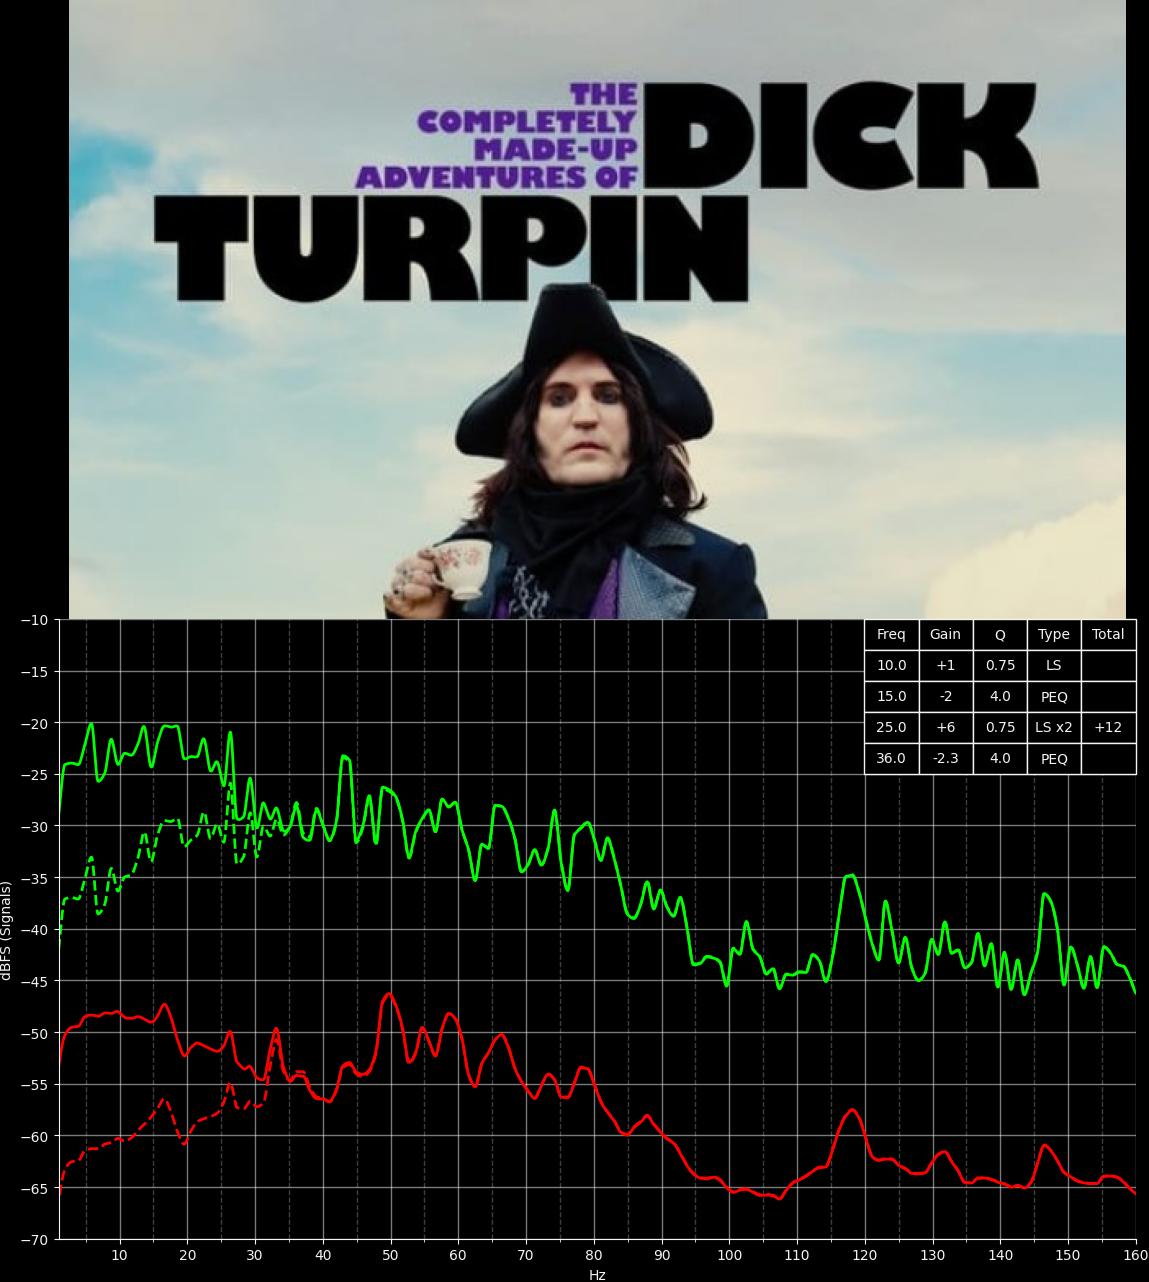 THE
COMPLETELY
MADE-UP
ADVENTURES OF
DICK
TURPIN
Freq Gain Q Type Total
10.0 +1 0.75 LS
15.0 -2 4.0 PEQ
25.0 +6 0.75 LS x2 +12
36.0 -2.3 4.0 PEQ
−10
−15
−20
−25
−30
−35
−40
−45
−50
−55
−60
−65
−70
dBFS (Signals)
10 20 30 40 50 60 70 80 90 100 110 120 130 140 150 160
Hz